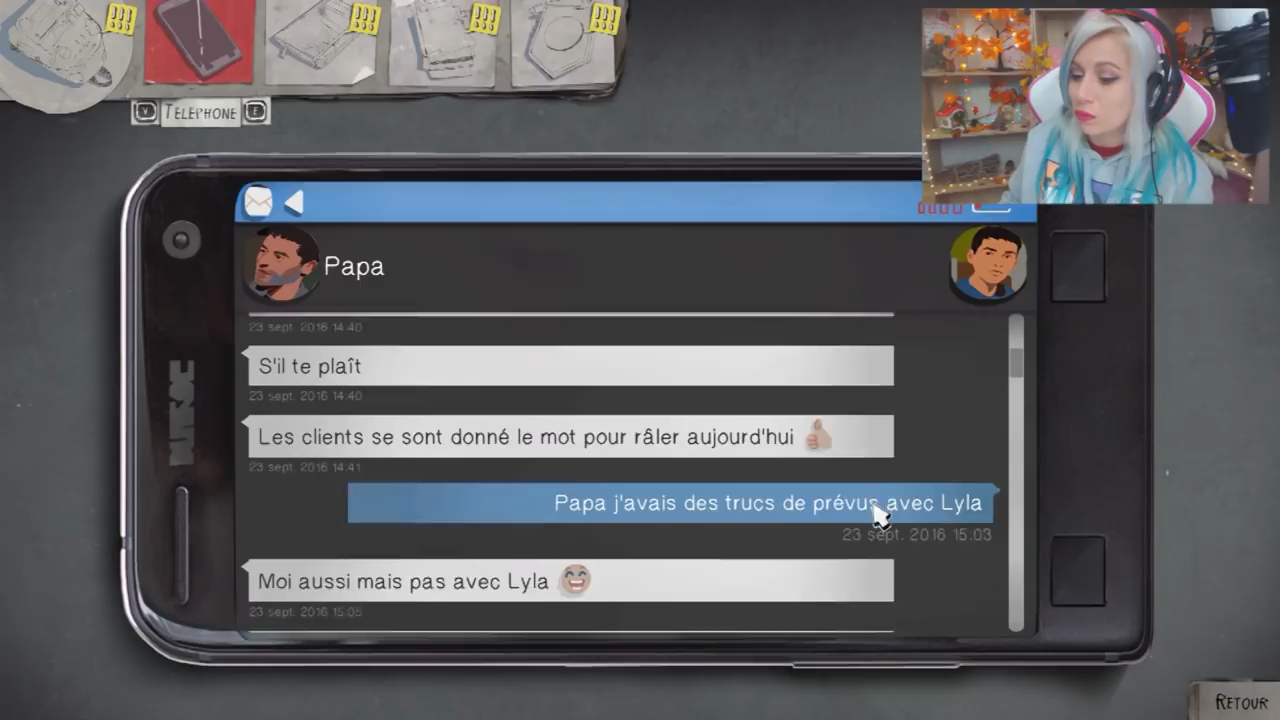 TELEPHONE
Papa
23 sept. 2016 14:40
S'il te plaît
23 sept. 2016 14:40
Les clients se sont donné le mot pour râler aujourd'hui
23 sept. 2016 14:41
Papa j'avais des trucs de prévus avec Lyla
23 sept. 2016 15:03
Moi aussi mais pas avec Lyla
23 sept. 2016 15:05
RETOUR